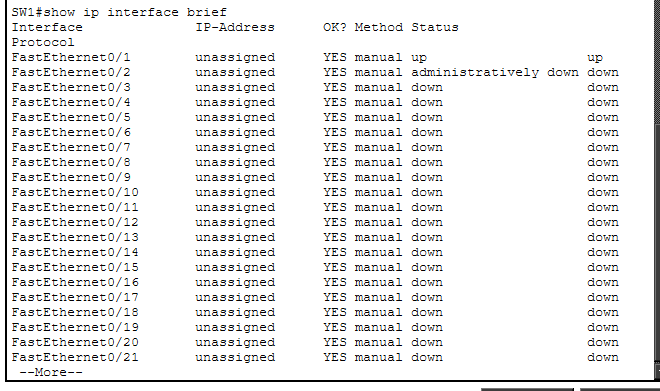 SW1#show ip interface brief
Interface              IP-Address      OK? Method Status
Protocol
FastEthernet0/1        unassigned      YES manual up                    up
FastEthernet0/2        unassigned      YES manual administratively down down
FastEthernet0/3        unassigned      YES manual down                  down
FastEthernet0/4        unassigned      YES manual down                  down
FastEthernet0/5        unassigned      YES manual down                  down
FastEthernet0/6        unassigned      YES manual down                  down
FastEthernet0/7        unassigned      YES manual down                  down
FastEthernet0/8        unassigned      YES manual down                  down
FastEthernet0/9        unassigned      YES manual down                  down
FastEthernet0/10       unassigned      YES manual down                  down
FastEthernet0/11       unassigned      YES manual down                  down
FastEthernet0/12       unassigned      YES manual down                  down
FastEthernet0/13       unassigned      YES manual down                  down
FastEthernet0/14       unassigned      YES manual down                  down
FastEthernet0/15       unassigned      YES manual down                  down
FastEthernet0/16       unassigned      YES manual down                  down
FastEthernet0/17       unassigned      YES manual down                  down
FastEthernet0/18       unassigned      YES manual down                  down
FastEthernet0/19       unassigned      YES manual down                  down
FastEthernet0/20       unassigned      YES manual down                  down
FastEthernet0/21       unassigned      YES manual down                  down
 --More--